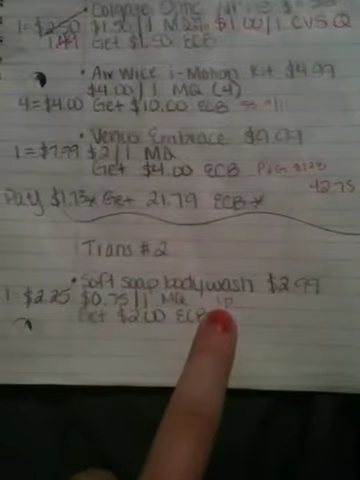 • Colgate Optic
1 = $2.50 $1.50/1 MQ $1.00/1 CVS Q
1.49 Get $1.50 ECB
• Air Wick i-Motion Kit $4.99
$4.00/1 MQ (4)
4 = $4.00 Get $10.00 ECB
• Venus Embrace $9.99
1 = $7.99 $2/1 MQ
Get $4.00 ECB P&G
42.75
Pay $1.73* Get 21.79 ECB*
Trans #2
• Soft soap bodywash $2.99
1 = $2.25 $0.75/1 MQ IP
Get $2.00 ECB